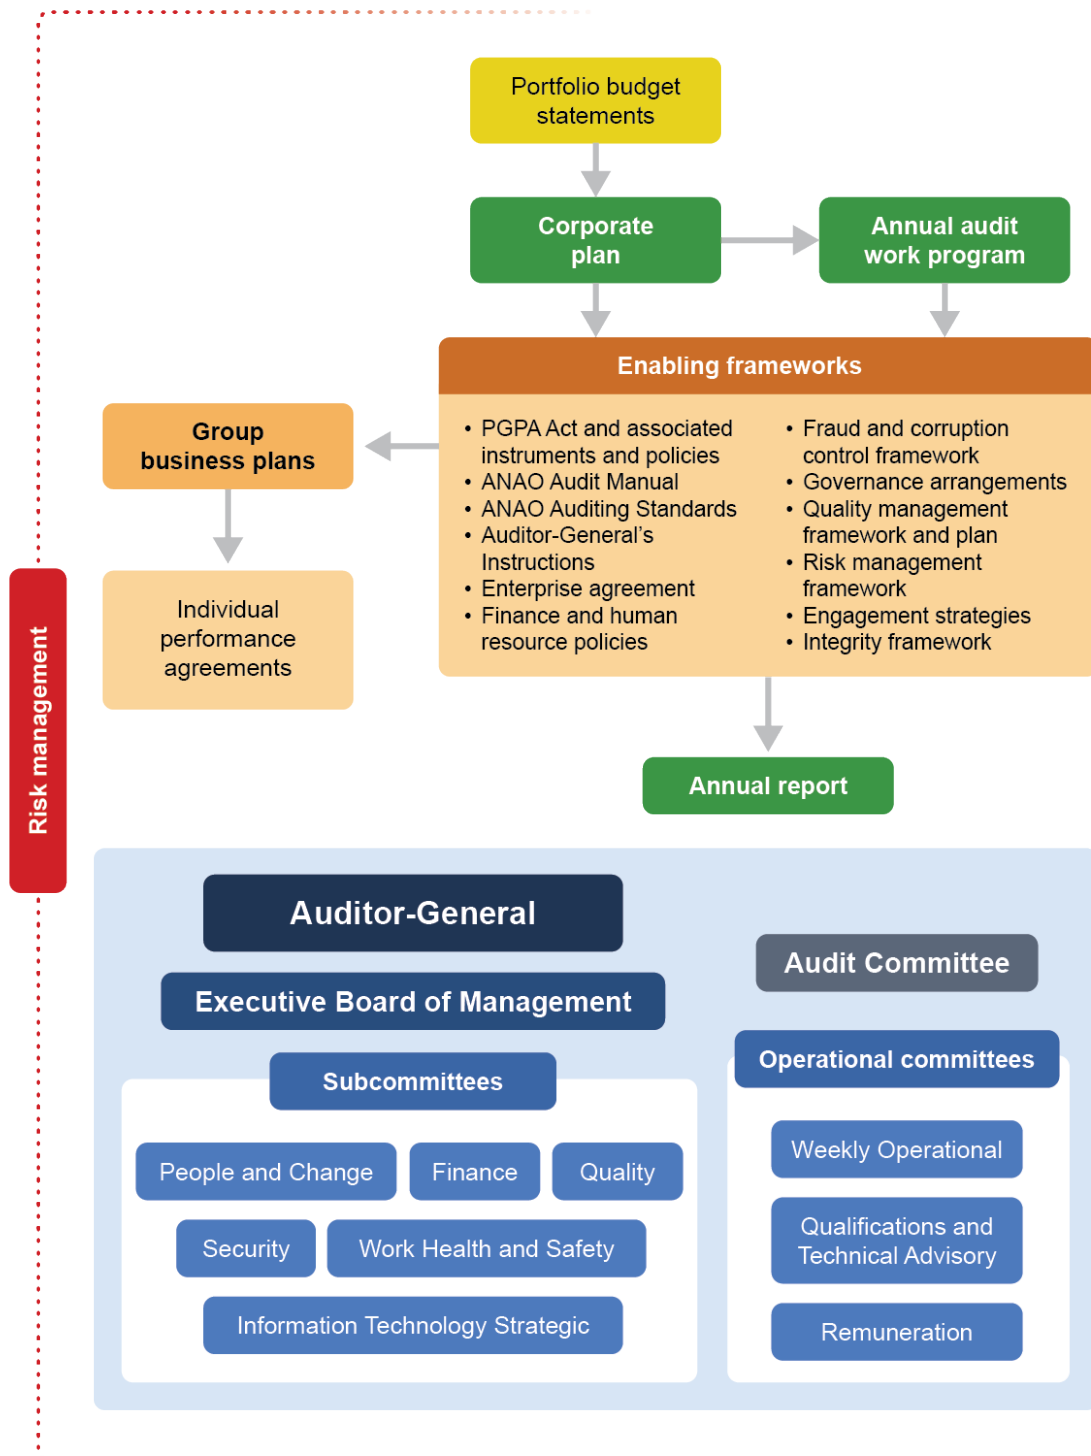 Portfolio budget
statements
Corporate
plan
Annual audit
work program
Enabling frameworks
• PGPA Act and associated
instruments and policies
• ANAO Audit Manual
• ANAO Auditing Standards
• Auditor-General’s
Instructions
• Enterprise agreement
• Finance and human
resource policies
• Fraud and corruption
control framework
• Governance arrangements
• Quality management
framework and plan
• Risk management
framework
• Engagement strategies
• Integrity framework
Group
business plans
Individual
performance
agreements
Risk management
Annual report
Auditor-General
Executive Board of Management
Subcommittees
People and Change
Finance
Quality
Security
Work Health and Safety
Information Technology Strategic
Audit Committee
Operational committees
Weekly Operational
Qualifications and
Technical Advisory
Remuneration